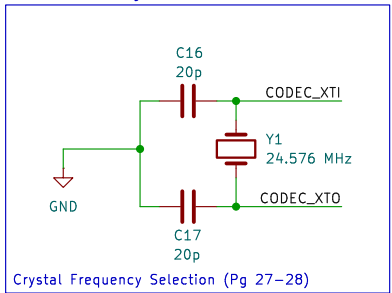 C16
20p
CODEC_XTI
Y1
24.576 MHz
GND
CODEC_XTO
C17
20p
Crystal Frequency Selection (Pg 27-28)